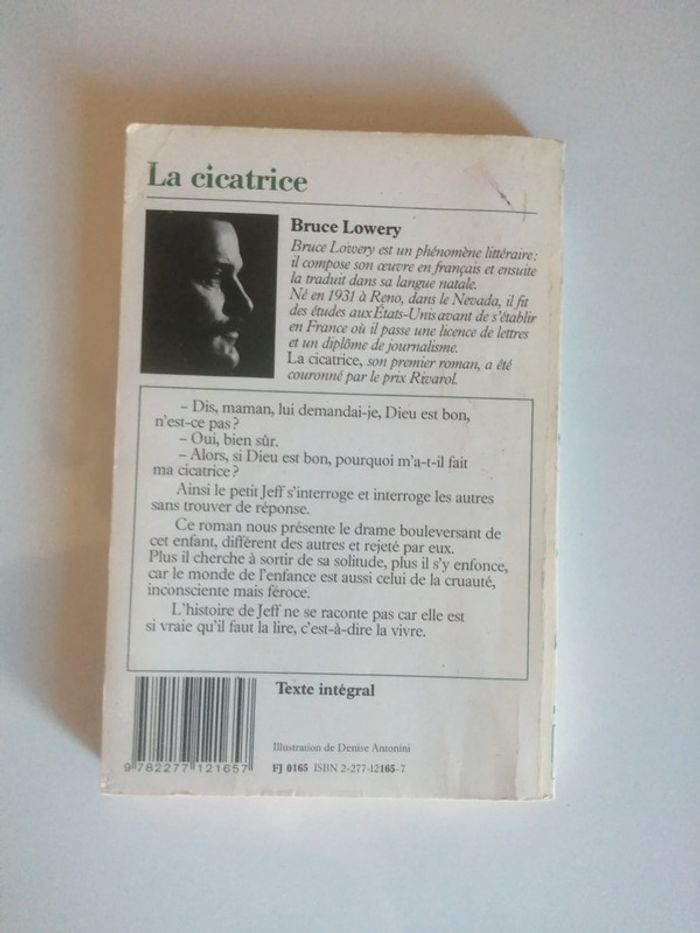 La cicatrice
Bruce Lowery
Bruce Lowery est un phénomène littéraire:
il compose son œuvre en français et ensuite
la traduit dans sa langue natale.
Né en 1931 à Reno, dans le Nevada, il fit
des études aux États-Unis avant de s'établir
en France où il passe une licence de lettres
et un diplôme de journalisme.
La cicatrice, son premier roman, a été
couronné par le prix Rivarol.
– Dis, maman, lui demandai-je, Dieu est bon,
n'est-ce pas?
– Oui, bien sûr.
– Alors, si Dieu est bon, pourquoi m'a-t-il fait
ma cicatrice?
Ainsi le petit Jeff s'interroge et interroge les autres
sans trouver de réponse.
Ce roman nous présente le drame bouleversant de
cet enfant, différent des autres et rejeté par eux.
Plus il cherche à sortir de sa solitude, plus il s'y enfonce,
car le monde de l'enfance est aussi celui de la cruauté,
inconsciente mais féroce.
L'histoire de Jeff ne se raconte pas car elle est
si vraie qu'il faut la lire, c'est-à-dire la vivre.
Texte intégral
Illustration de Denise Antonini
9 782277 121657
FJ 0165 ISBN 2-277-12165-7